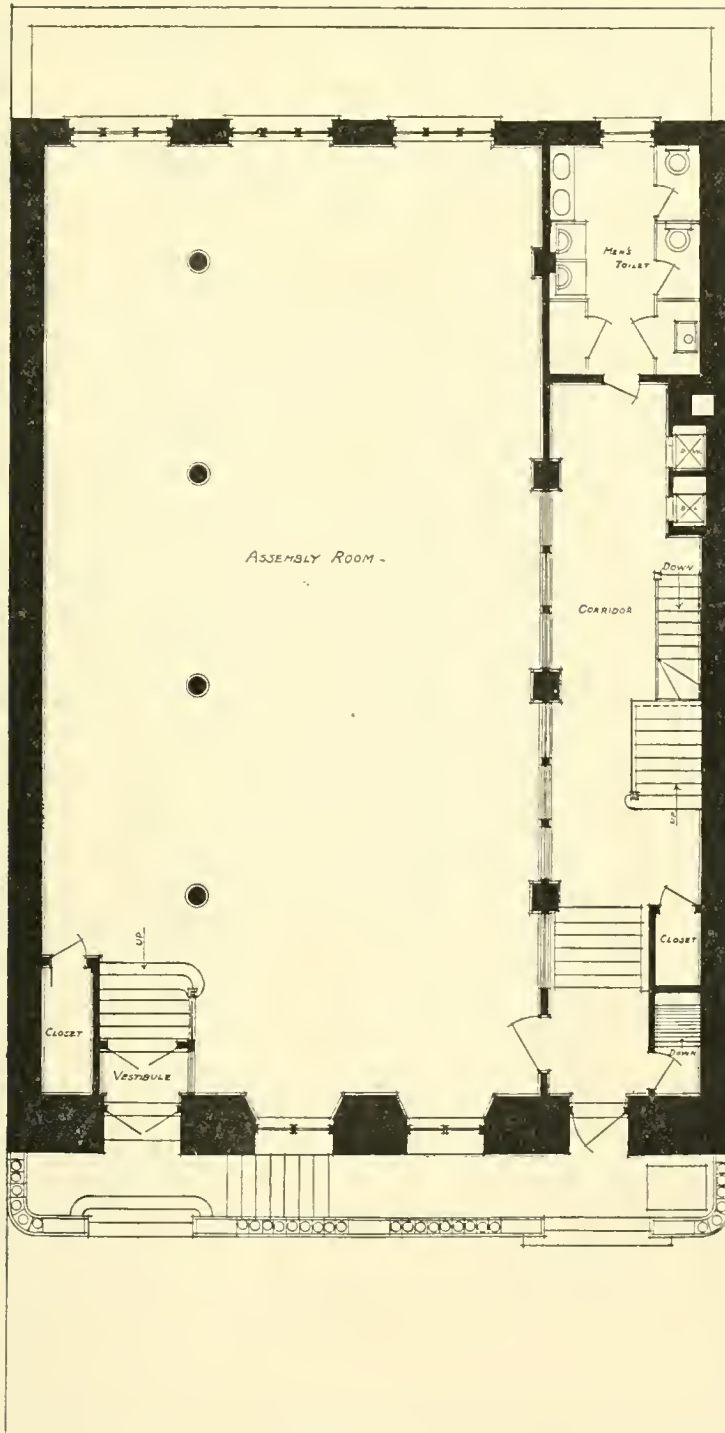 MEN'S
TOILET
ASSEMBLY ROOM -
DOWN
CORRIDOR
UP
UP
CLOSET
CLOSET
DOWN
VESTIBULE